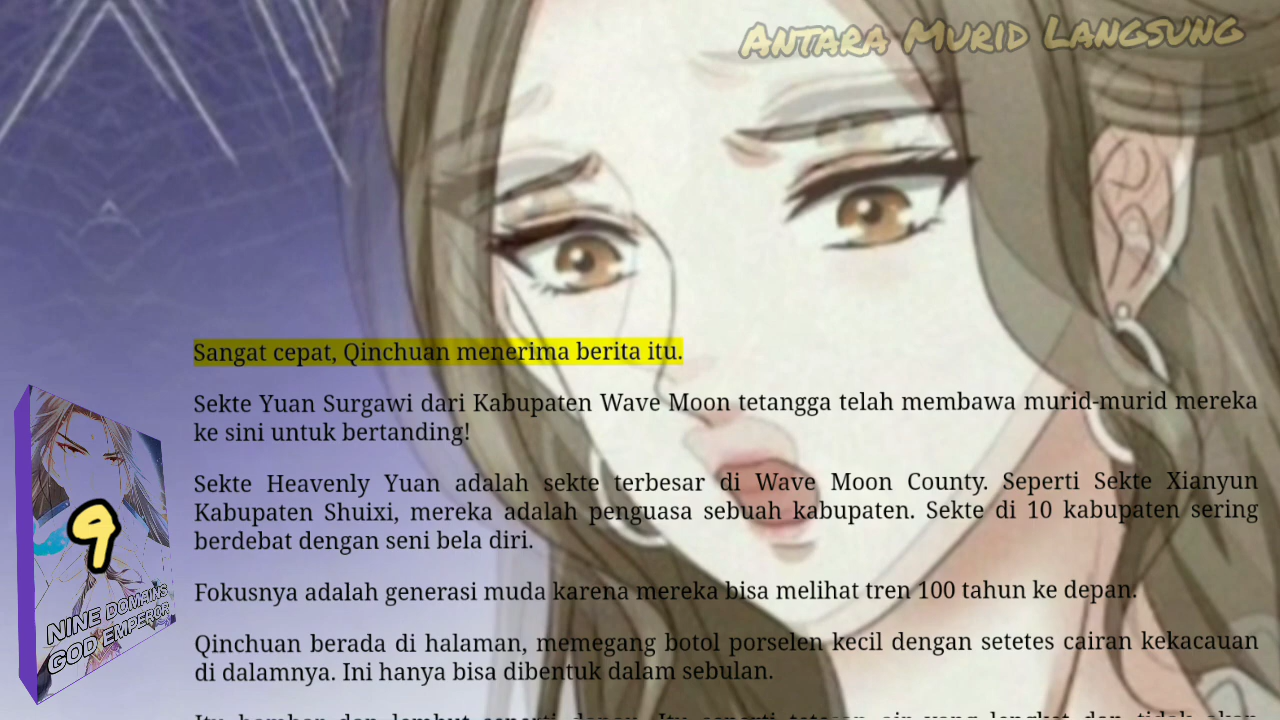 Antara Murid Langsung
Sangat cepat, Qinchuan menerima berita itu.
Sekte Yuan Surgawi dari Kabupaten Wave Moon tetangga telah membawa murid-murid mereka
ke sini untuk bertanding!
Sekte Heavenly Yuan adalah sekte terbesar di Wave Moon County. Seperti Sekte Xianyun
Kabupaten Shuixi, mereka adalah penguasa sebuah kabupaten. Sekte di 10 kabupaten sering
berdebat dengan seni bela diri.
Fokusnya adalah generasi muda karena mereka bisa melihat tren 100 tahun ke depan.
Qinchuan berada di halaman, memegang botol porselen kecil dengan setetes cairan kekacauan
di dalamnya. Ini hanya bisa dibentuk dalam sebulan.
9
NINE DOMAINS
GOD EMPEROR